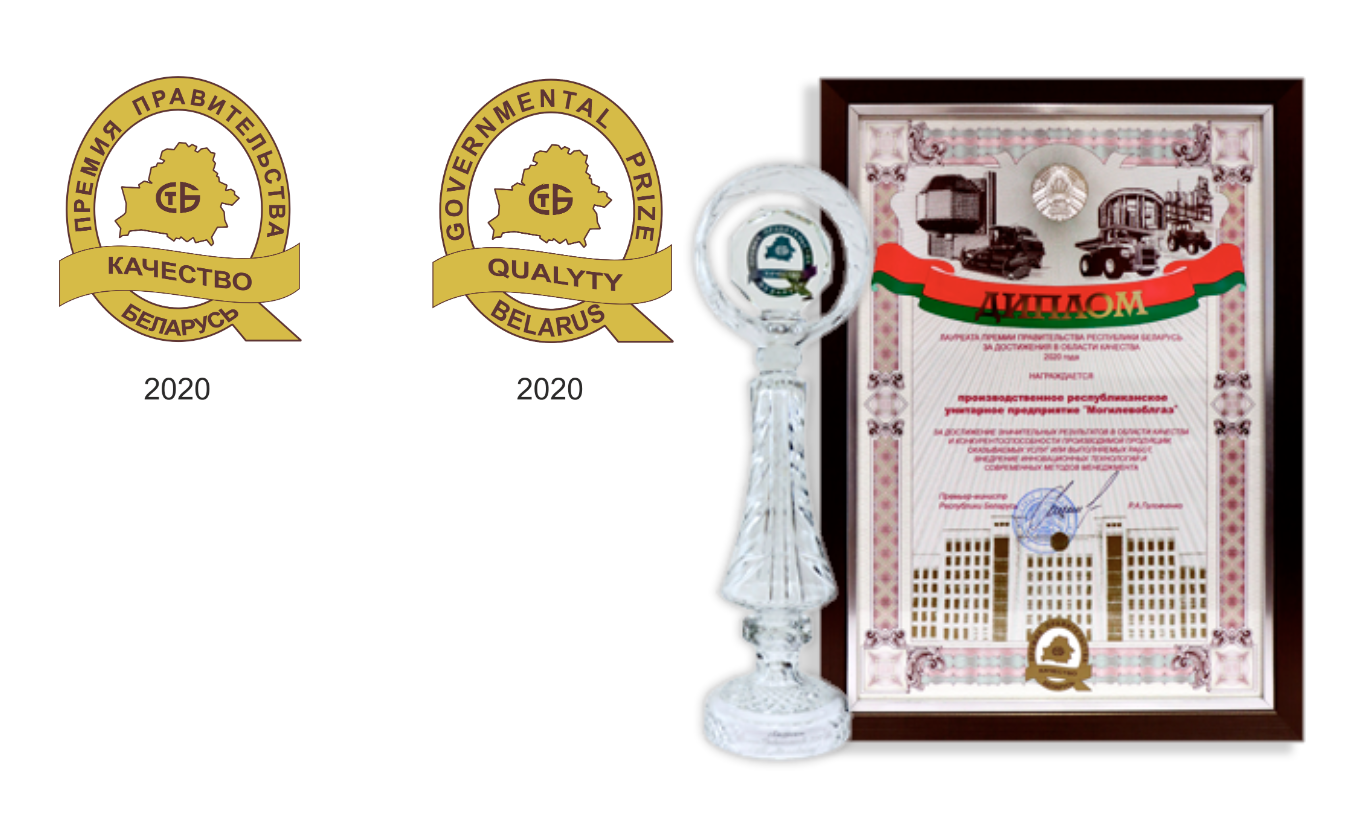 ПРЕМИЯ ПРАВИТЕЛЬСТВА
СТБ
КАЧЕСТВО
БЕЛАРУСЬ
2020
GOVERNMENTAL PRIZE
СТБ
QUALYTY
BELARUS
2020
ДИПЛОМ
ЛАУРЕАТА ПРЕМИИ ПРАВИТЕЛЬСТВА РЕСПУБЛИКИ БЕЛАРУСЬ
ЗА ДОСТИЖЕНИЯ В ОБЛАСТИ КАЧЕСТВА
2020 года
НАГРАЖДАЕТСЯ
производственное республиканское
унитарное предприятие "Могилевоблгаз"
ЗА ДОСТИЖЕНИЕ ЗНАЧИТЕЛЬНЫХ РЕЗУЛЬТАТОВ В ОБЛАСТИ КАЧЕСТВА
И КОНКУРЕНТОСПОСОБНОСТИ ПРОИЗВОДИМОЙ ПРОДУКЦИИ,
ОКАЗЫВАЕМЫХ УСЛУГ ИЛИ ВЫПОЛНЯЕМЫХ РАБОТ,
ВНЕДРЕНИЕ ИННОВАЦИОННЫХ ТЕХНОЛОГИЙ И
СОВРЕМЕННЫХ МЕТОДОВ МЕНЕДЖМЕНТА
Премьер-министр
Республики Беларусь
Р.А.Головченко
СТБ
КАЧЕСТВО